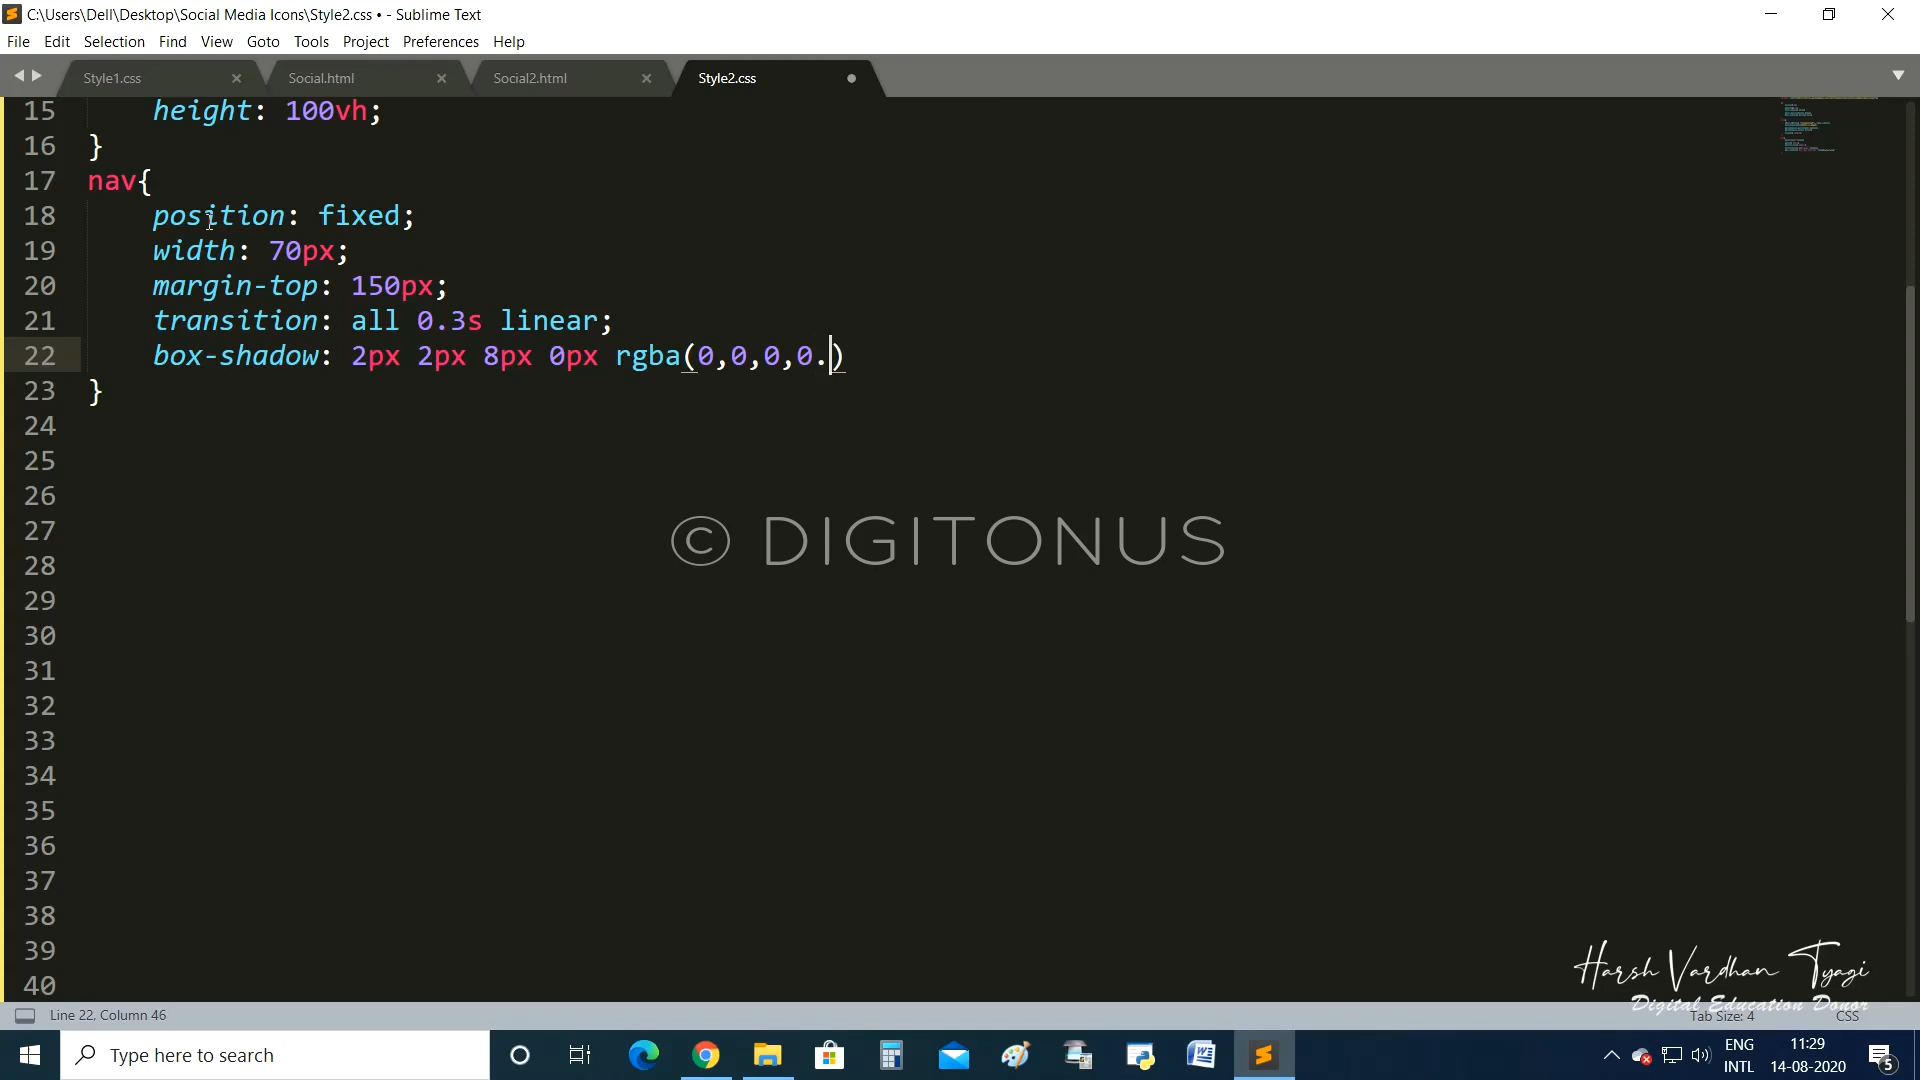 C:\Users\Dell\Desktop\Social Media Icons\Style2.css • - Sublime Text
File Edit Selection Find View Goto Tools Project Preferences Help
Style1.css Social.html Social2.html Style2.css
15 height: 100vh;
16 }
17 nav{
18 position: fixed;
19 width: 70px;
20 margin-top: 150px;
21 transition: all 0.3s linear;
22 box-shadow: 2px 2px 8px 0px rgba(0,0,0,0.)
23 }
24
25
26
27
© DIGITONUS
28
29
30
31
32
33
34
35
36
37
38
39
40
Harsh Vardhan Tyagi
Digital Education Donor
Line 22, Column 46 Tab Size: 4 CSS
Type here to search
ENG
INTL
11:29
14-08-2020
5